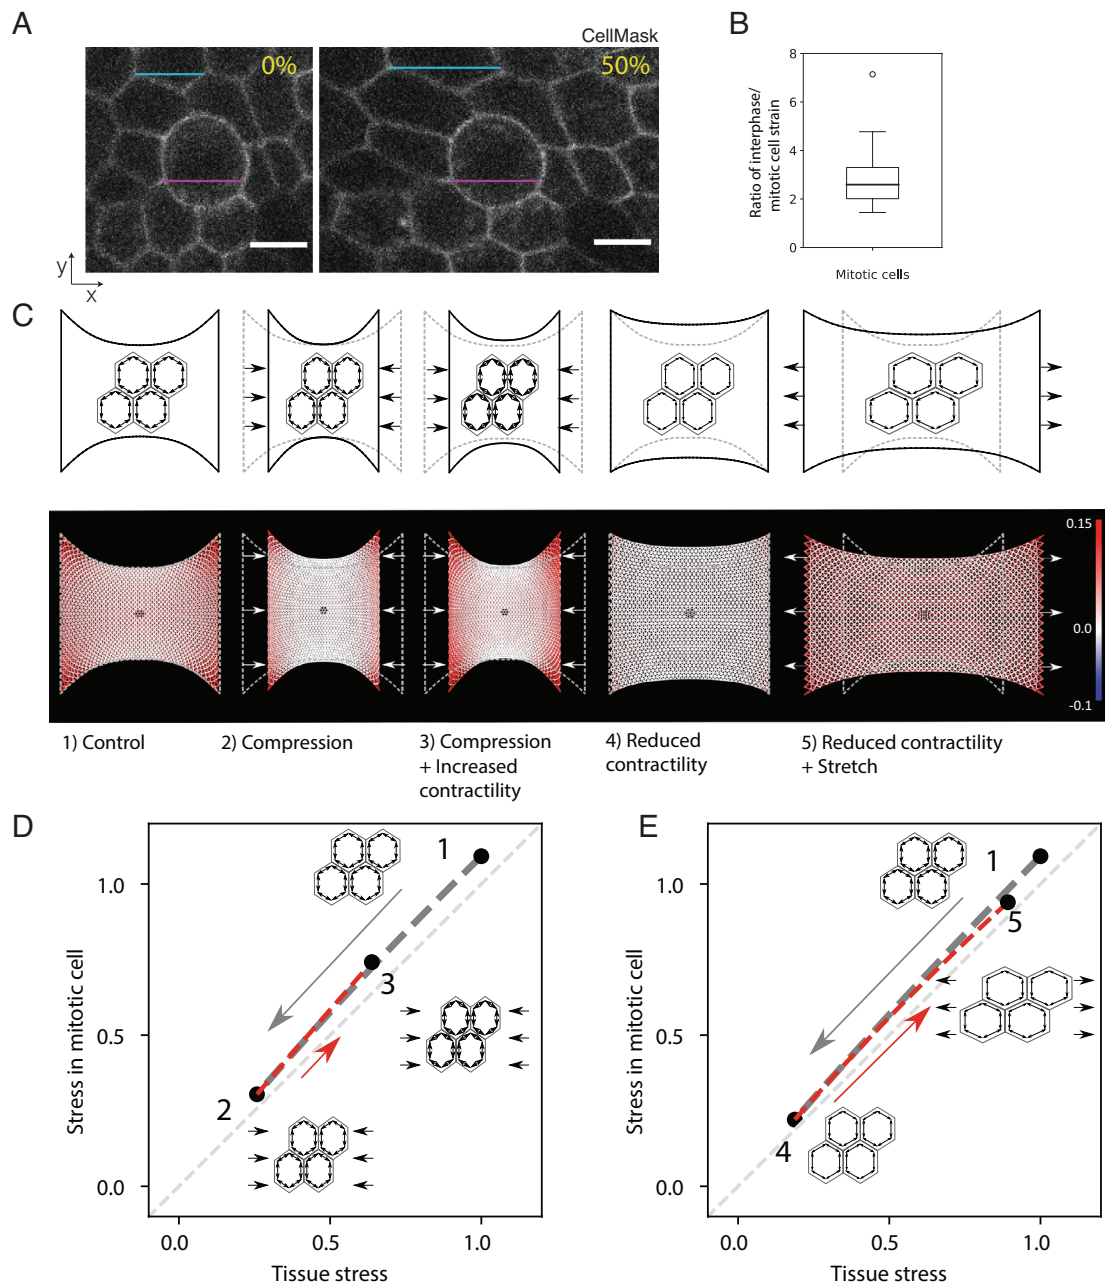 A
CellMask
0%
50%
y
x
B
Ratio of interphase/
mitotic cell strain
8
6
4
2
0
Mitotic cells
C
0.15
0.0
-0.1
1) Control
2) Compression
3) Compression
+ Increased
contractility
4) Reduced
contractility
5) Reduced contractility
+ Stretch
D
Stress in mitotic cell
1.0
0.5
0.0
1
3
2
0.0
0.5
1.0
Tissue stress
E
Stress in mitotic cell
1.0
0.5
0.0
1
5
4
0.0
0.5
1.0
Tissue stress